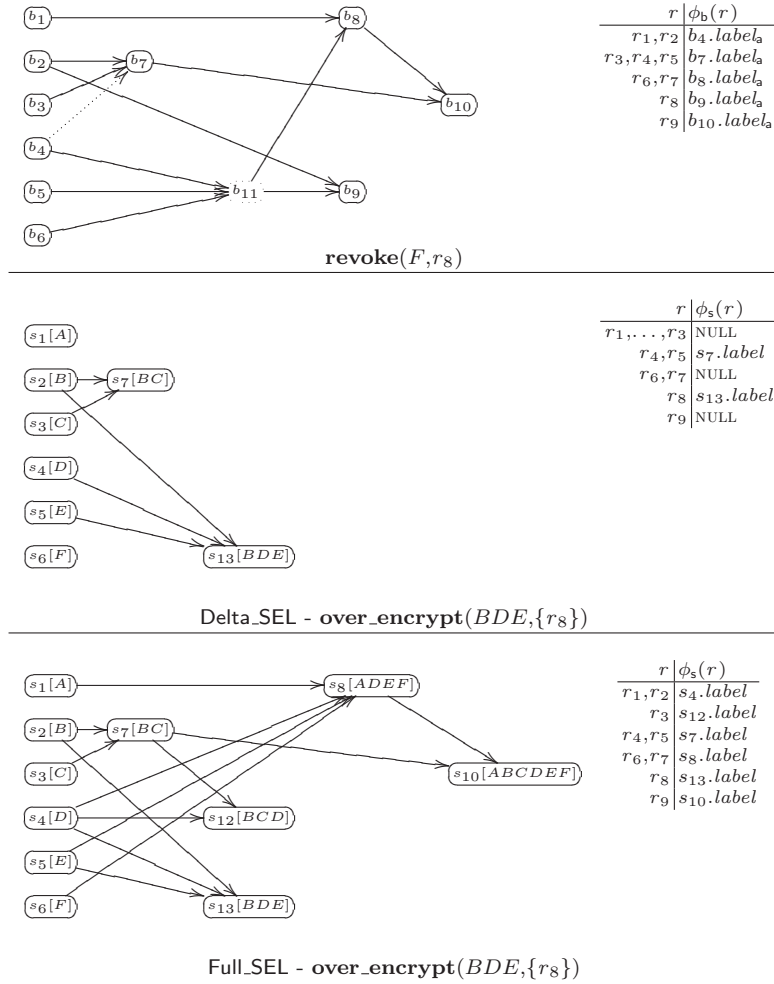 b1
b8
r ϕb(r)
r1,r2 b4.labela
b2
b7
r3,r4,r5 b7.labela
r6,r7 b8.labela
b3
b10
r8 b9.labela
r9 b10.labela
b4
b5
b11
b9
b6
revoke(F,r8)
r ϕs(r)
s1[A]
r1,...,r3 NULL
r4,r5 s7.label
s2[B]
s7[BC]
r6,r7 NULL
r8 s13.label
s3[C]
r9 NULL
s4[D]
s5[E]
s6[F]
s13[BDE]
Delta_SEL - over_encrypt(BDE,{r8})
r ϕs(r)
s1[A]
s8[ADEF]
r1,r2 s4.label
r3 s12.label
s2[B]
s7[BC]
r4,r5 s7.label
r6,r7 s8.label
s3[C]
s10[ABCDEF]
r8 s13.label
r9 s10.label
s4[D]
s12[BCD]
s5[E]
s6[F]
s13[BDE]
Full_SEL - over_encrypt(BDE,{r8})